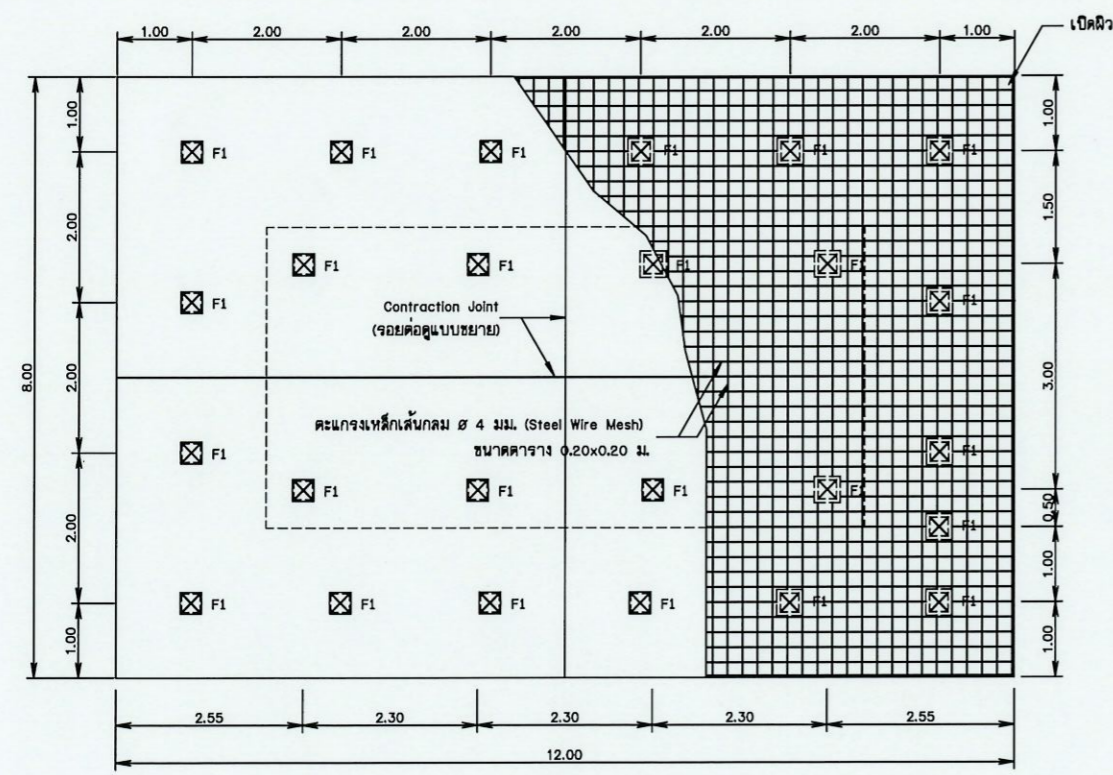 1.00 2.00 2.00 2.00 2.00 2.00 1.00
เปิดผิว
1.00 1.00
F1 F1 F1 F1 F1 F1
2.00 1.50
F1 F1 F1 F1
F1 F1
Contraction Joint
(รอยต่อดูแบบขยาย)
8.00 2.00 3.00
ตะแกรงเหล็กเส้นกลม Ø 4 มม. (Steel Wire Mesh)
ขนาดตาราง 0.20x0.20 ม.
F1 F1
F1 F1 F1 F1
2.00 0.50
F1
1.00
F1 F1 F1 F1 F1 F1
1.00 1.00
2.55 2.30 2.30 2.30 2.55
12.00